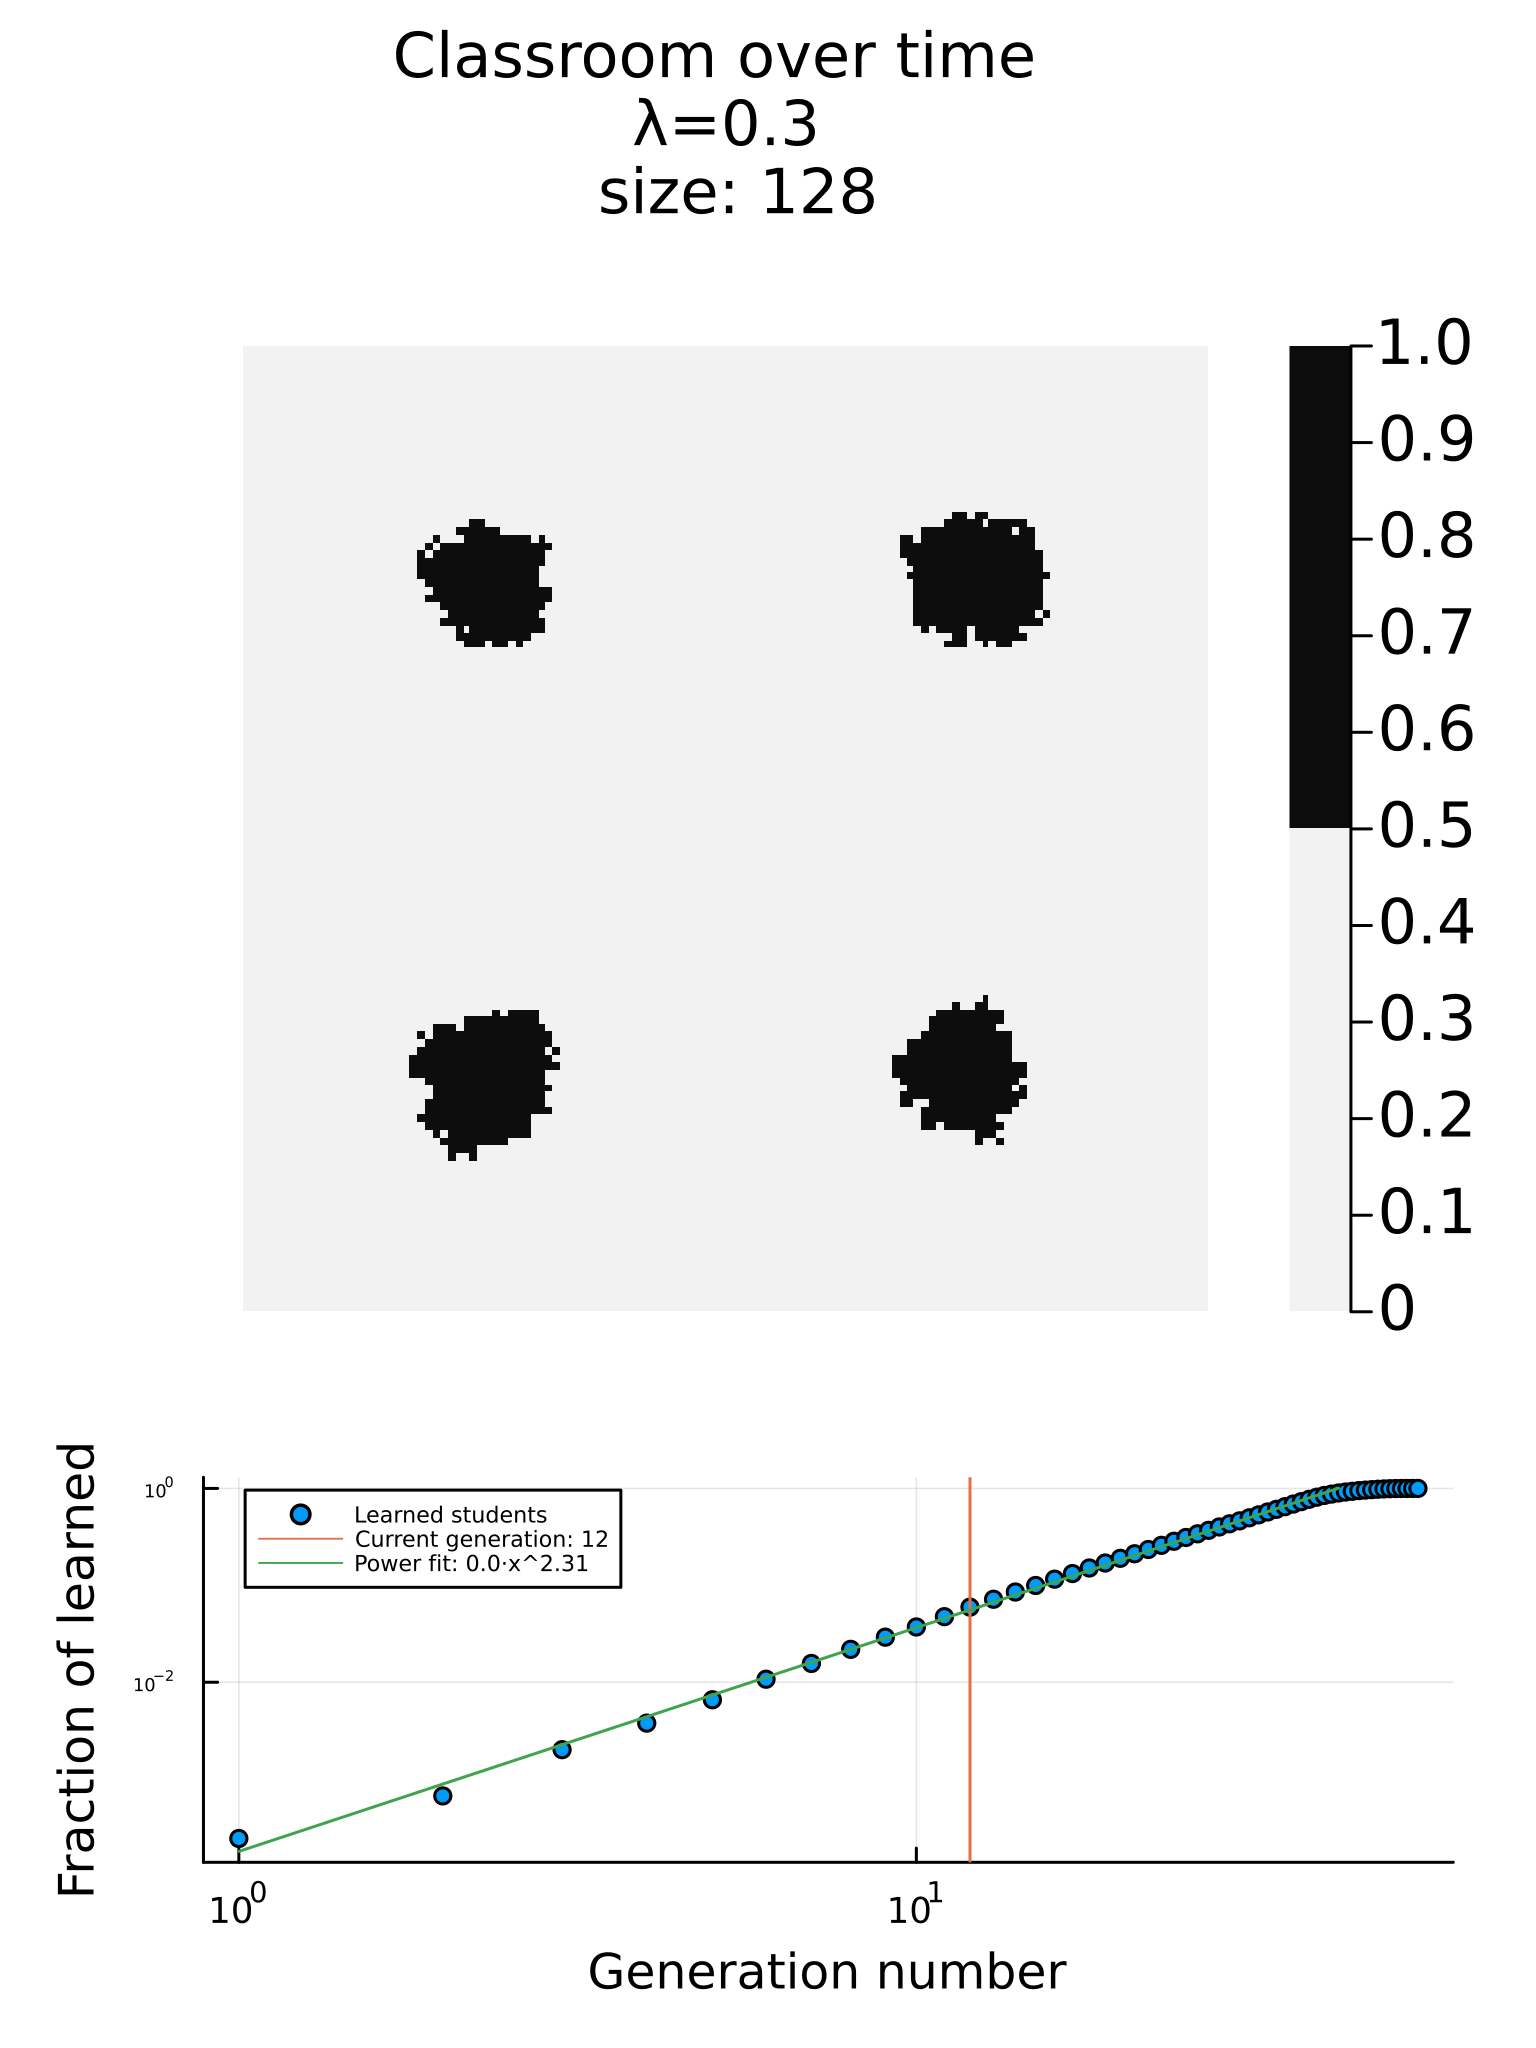 Classroom over time
λ=0.3
size: 128
1.0
0.9
0.8
0.7
0.6
0.5
0.4
0.3
0.2
0.1
0
Fraction of learned
10^0
10^-2
Learned students
Current generation: 12
Power fit: 0.0·x^2.31
10^0
10^1
Generation number